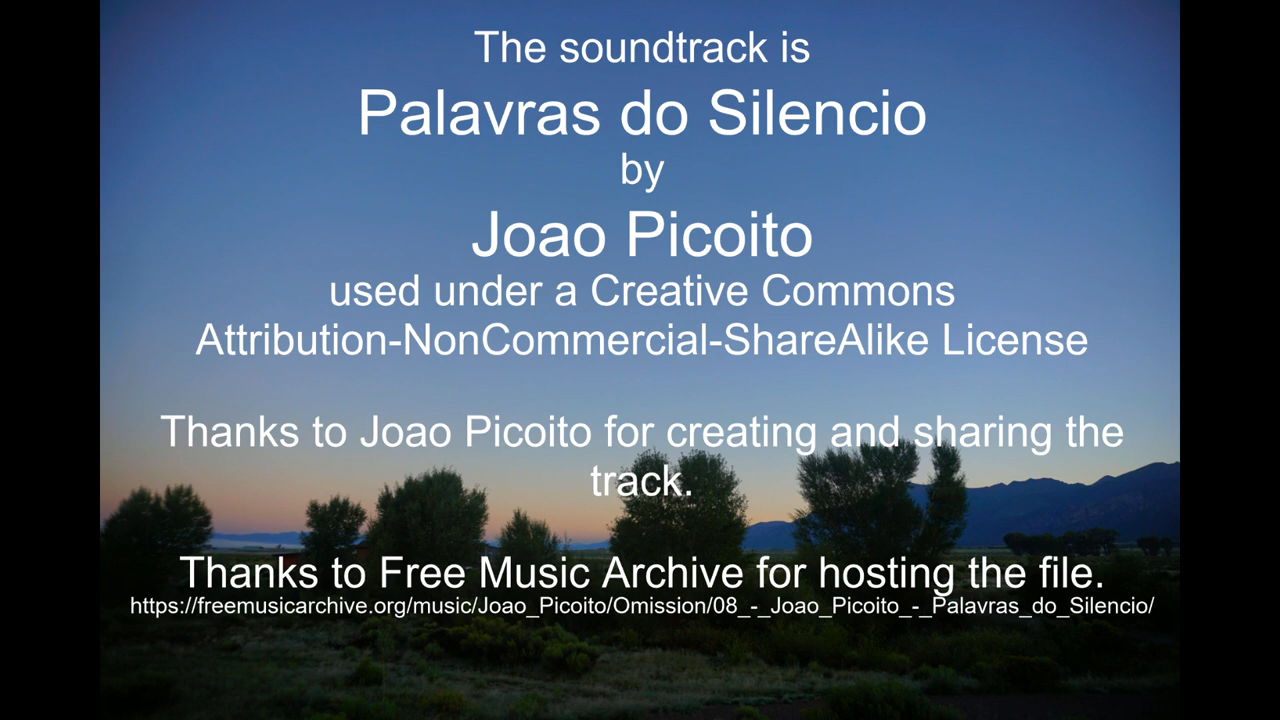 The soundtrack is
Palavras do Silencio
by
Joao Picoito
used under a Creative Commons
Attribution-NonCommercial-ShareAlike License
Thanks to Joao Picoito for creating and sharing the
track.
Thanks to Free Music Archive for hosting the file.
https://freemusicarchive.org/music/Joao_Picoito/Omission/08_-_Joao_Picoito_-_Palavras_do_Silencio/